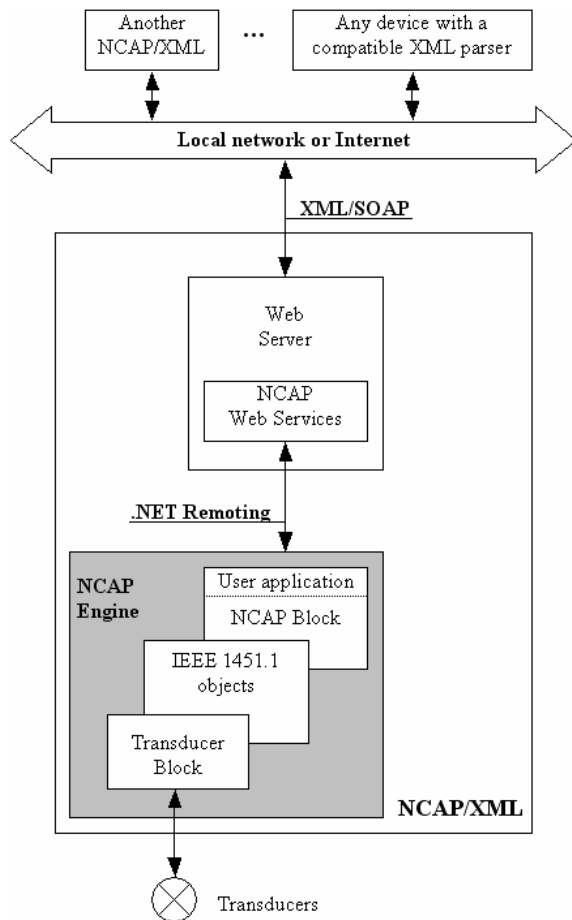 Another
NCAP/XML
...
Any device with a
compatible XML parser
Local network or Internet
XML/SOAP
Web
Server
NCAP
Web Services
.NET Remoting
NCAP
Engine
User application
NCAP Block
IEEE 1451.1
objects
Transducer
Block
NCAP/XML
Transducers